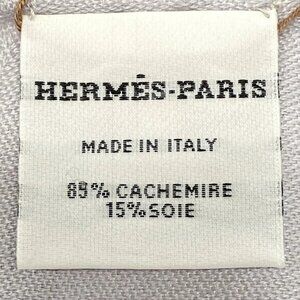 HERMÈS-PARIS
MADE IN ITALY
85% CACHEMIRE
15% SOIE